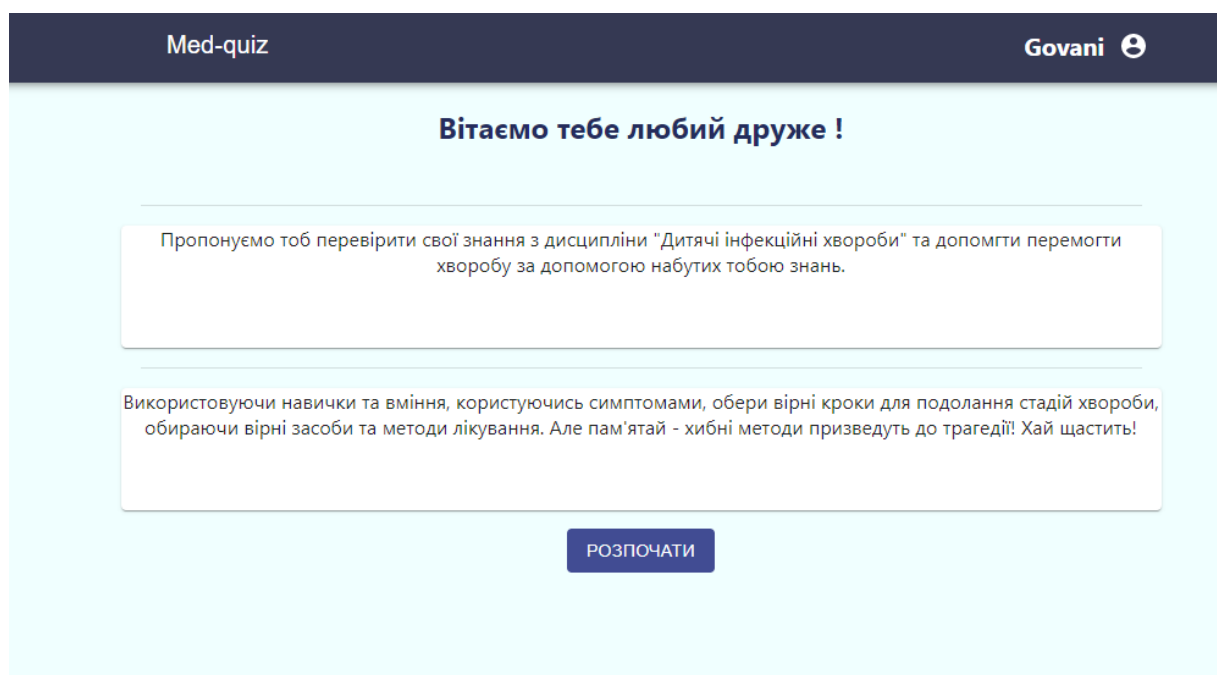 Med-quiz
Govani
Вітаємо тебе любий друже !
Пропонуємо тоб перевірити свої знання з дисципліни "Дитячі інфекційні хвороби" та допомгти перемогти
хворобу за допомогою набутих тобою знань.
Використовуючи навички та вміння, користуючись симптомами, обери вірні кроки для подолання стадій хвороби,
обираючи вірні засоби та методи лікування. Але пам'ятай - хибні методи призведуть до трагедії! Хай щастить!
РОЗПОЧАТИ